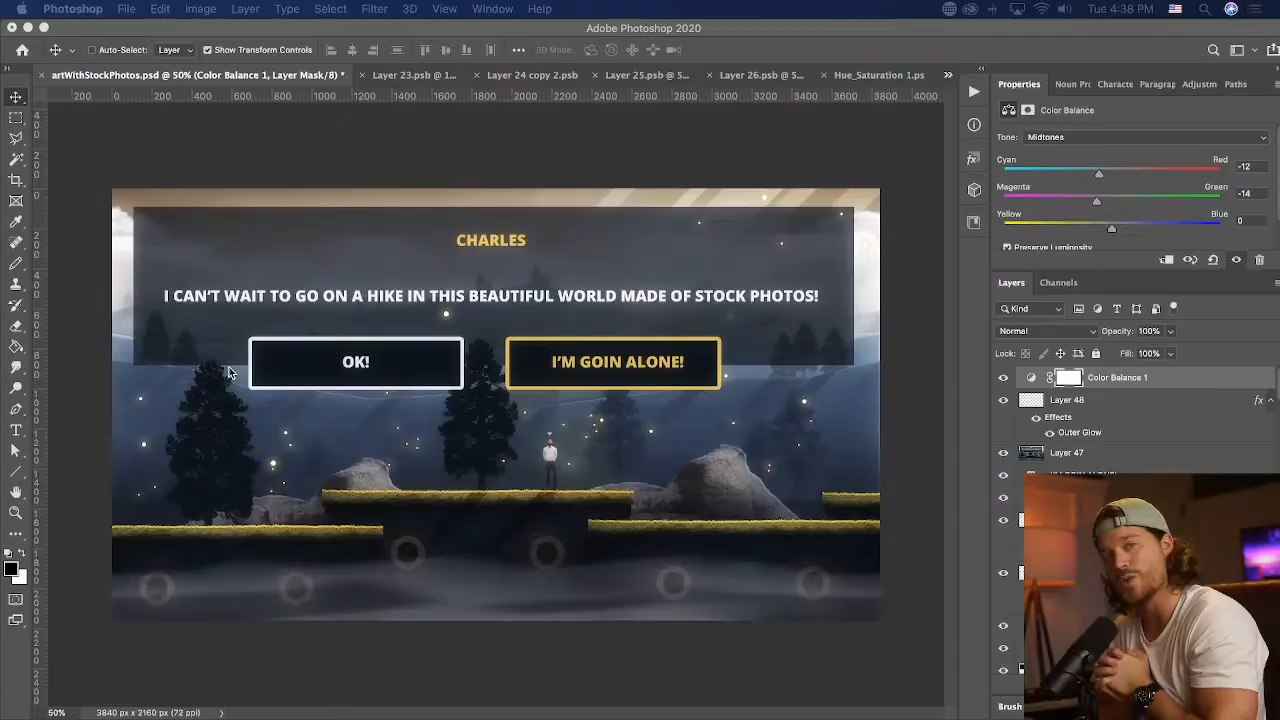 Photoshop File Edit Image Layer Type Select Filter 3D View Window Help Tue 4:38 PM
Adobe Photoshop 2020
Auto-Select: Layer Show Transform Controls 3D Mode:
artWithStockPhotos.psd @ 50% (Color Balance 1, Layer Mask/8) * Layer 23.psb @ 1... Layer 24 copy 2.psb Layer 25.psb @ 5... Layer 26.psb @ 5... Hue_Saturation 1.ps
200 0 200 400 600 800 1000 1200 1400 1600 1800 2000 2200 2400 2600 2800 3000 3200 3400 3600 3800 4000
Properties Noun Prc Characte Paragrap Adjustm Paths
Color Balance
Tone: Midtones
Cyan Red -12
Magenta Green -14
Yellow Blue 0
Preserve Luminosity
Layers Channels
Kind
Normal Opacity: 100%
Lock: Fill: 100%
Color Balance 1
Layer 48 fx
Effects
Outer Glow
Layer 47
Brush
CHARLES
I CAN'T WAIT TO GO ON A HIKE IN THIS BEAUTIFUL WORLD MADE OF STOCK PHOTOS!
OK!
I'M GOIN ALONE!
50% 3840 px x 2160 px (72 ppi)